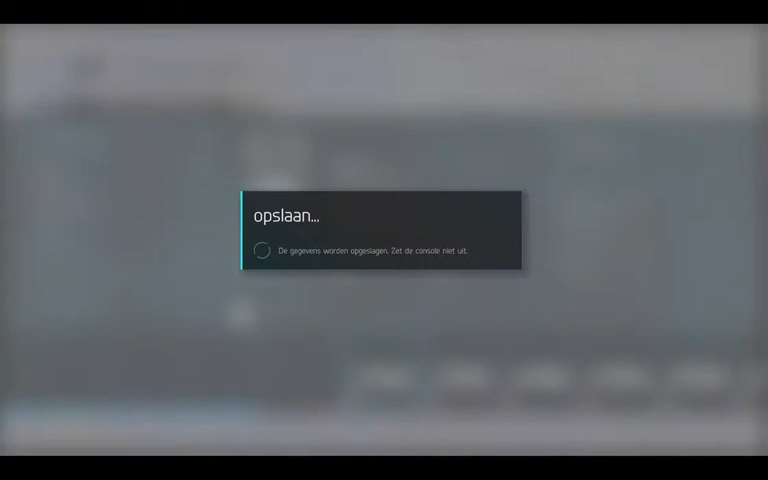 opslaan...
De gegevens worden opgeslagen. Zet de console niet uit.